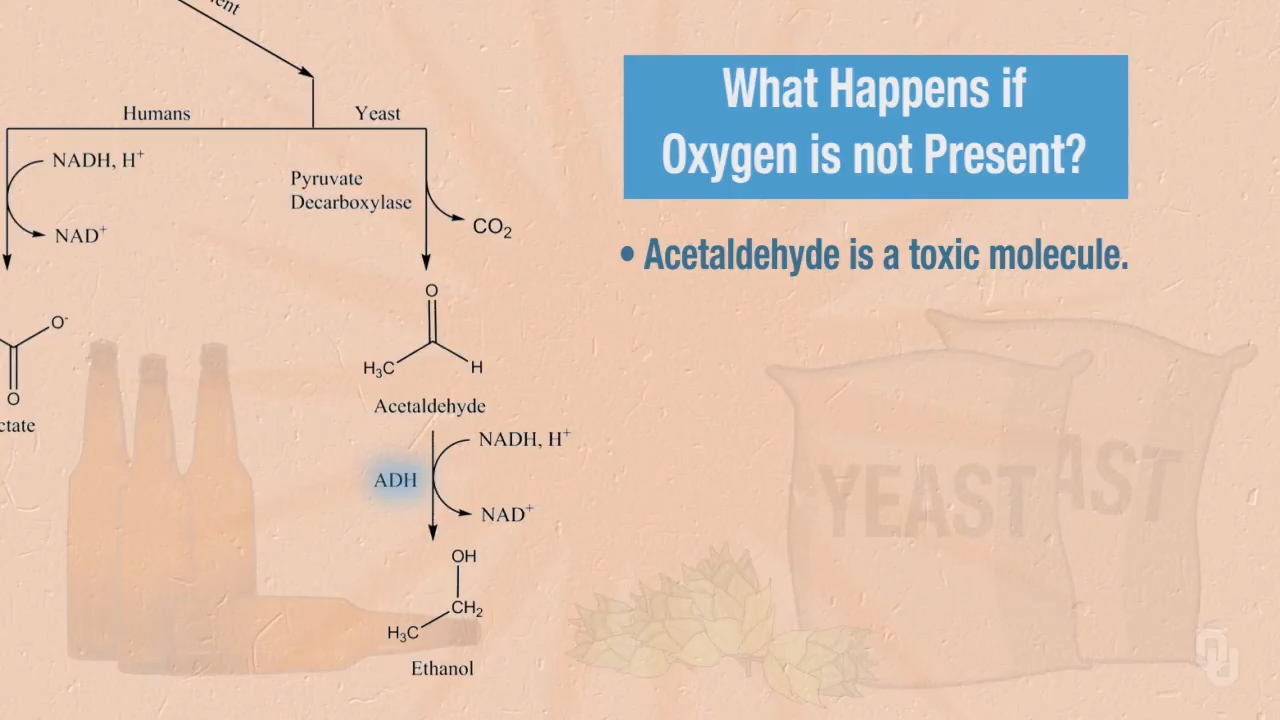 What Happens if
Oxygen is not Present?
• Acetaldehyde is a toxic molecule.
Humans
Yeast
NADH, H⁺
NAD⁺
Pyruvate
Decarboxylase
CO₂
O⁻
O
O
H₃C
H
Acetaldehyde
ADH
NADH, H⁺
NAD⁺
OH
CH₂
H₃C
Ethanol
YEAST
OU